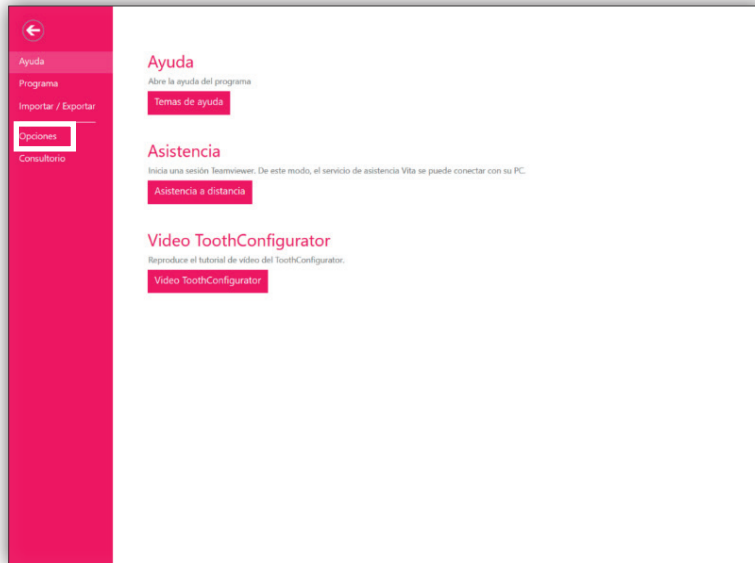 Ayuda
Programa
Importar / Exportar
Opciones
Consultorio
Ayuda
Abre la ayuda del programa
Temas de ayuda
Asistencia
Inicia una sesión Teamviewer. De este modo, el servicio de asistencia Vita se puede conectar con su PC.
Asistencia a distancia
Video ToothConfigurator
Reproduce el tutorial de vídeo del ToothConfigurator.
Video ToothConfigurator